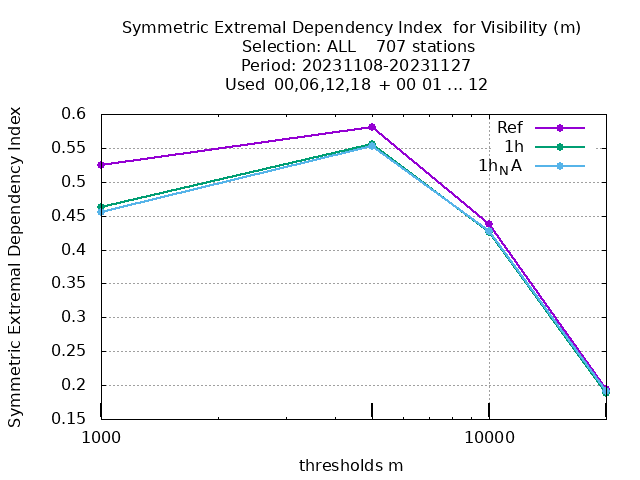 Symmetric Extremal Dependency Index  for Visibility (m)
Selection: ALL    707 stations
Period: 20231108-20231127
Used  00,06,12,18 + 00 01 ... 12
Symmetric Extremal Dependency Index
0.6
0.55
0.5
0.45
0.4
0.35
0.3
0.25
0.2
0.15
Ref
1h
1h_NA
1000
10000
thresholds m